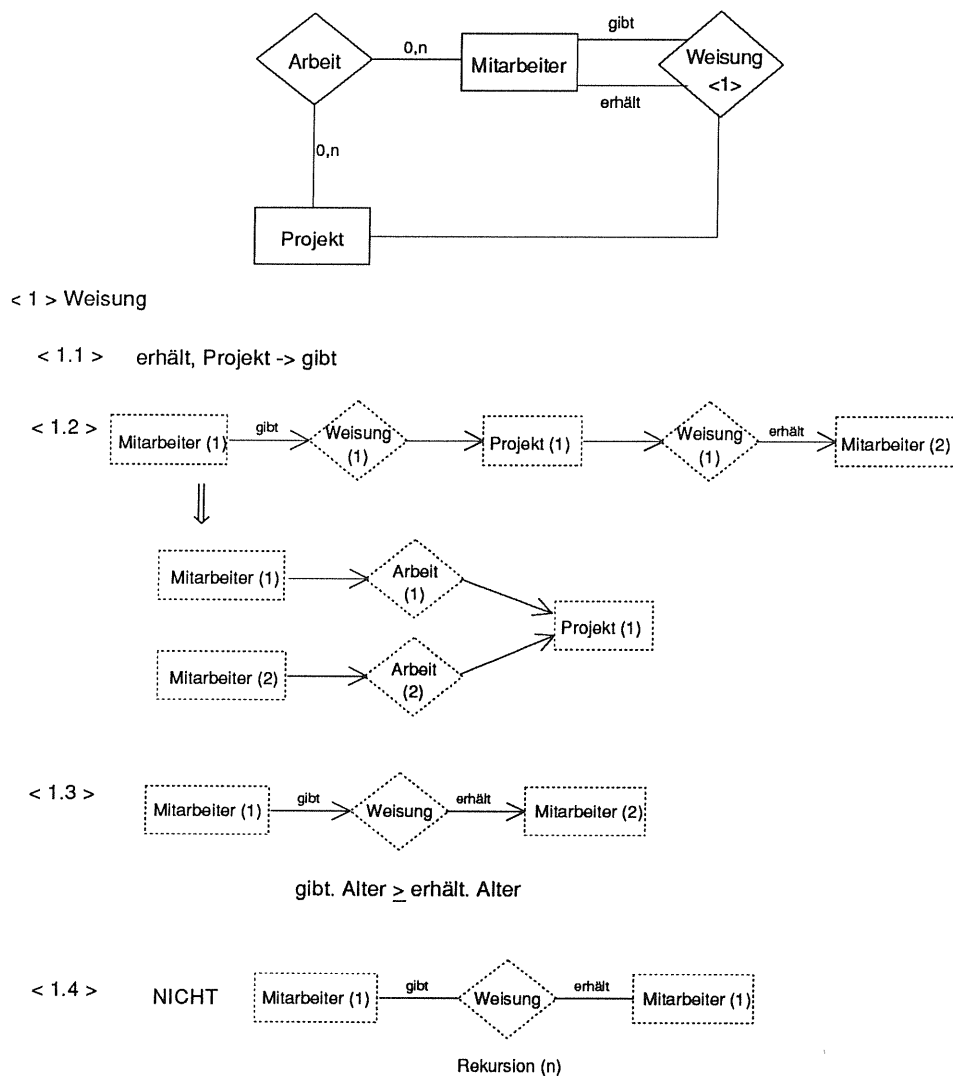 gibt
Arbeit 0,n Mitarbeiter Weisung
<1>
erhält
0,n
Projekt
< 1 > Weisung
< 1.1 > erhält, Projekt -> gibt
< 1.2 > Mitarbeiter (1) gibt Weisung (1) Projekt (1) Weisung (1) erhält Mitarbeiter (2)
Mitarbeiter (1) Arbeit (1)
Projekt (1)
Mitarbeiter (2) Arbeit (2)
< 1.3 > Mitarbeiter (1) gibt Weisung erhält Mitarbeiter (2)
gibt. Alter ≥ erhält. Alter
< 1.4 > NICHT Mitarbeiter (1) gibt Weisung erhält Mitarbeiter (1)
Rekursion (n)